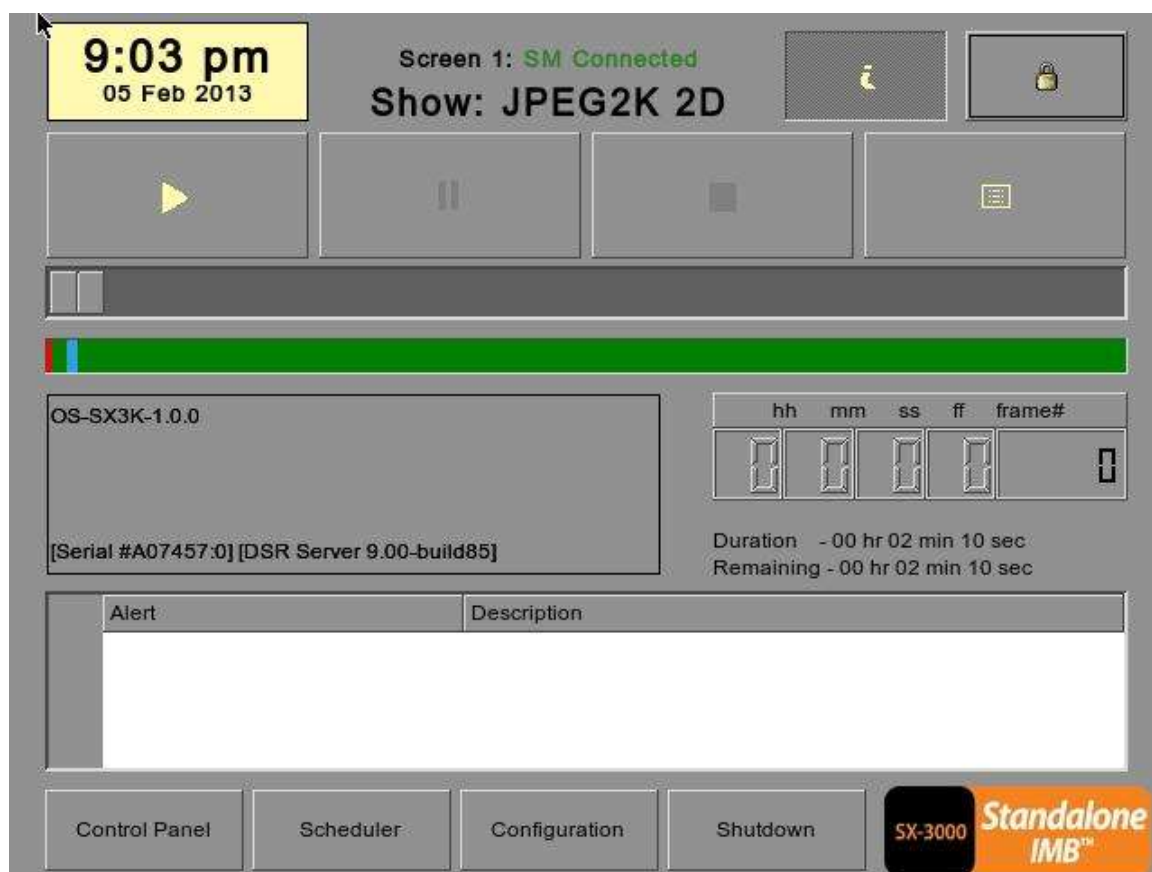 9:03 pm
05 Feb 2013
Screen 1: SM Connected
Show: JPEG2K 2D
i
OS-SX3K-1.0.0
[Serial #A07457:0] [DSR Server 9.00-build85]
hh mm ss ff frame#
0 0 0 0 0
Duration - 00 hr 02 min 10 sec
Remaining - 00 hr 02 min 10 sec
Alert Description
Control Panel Scheduler Configuration Shutdown
SX-3000
Standalone
IMB™